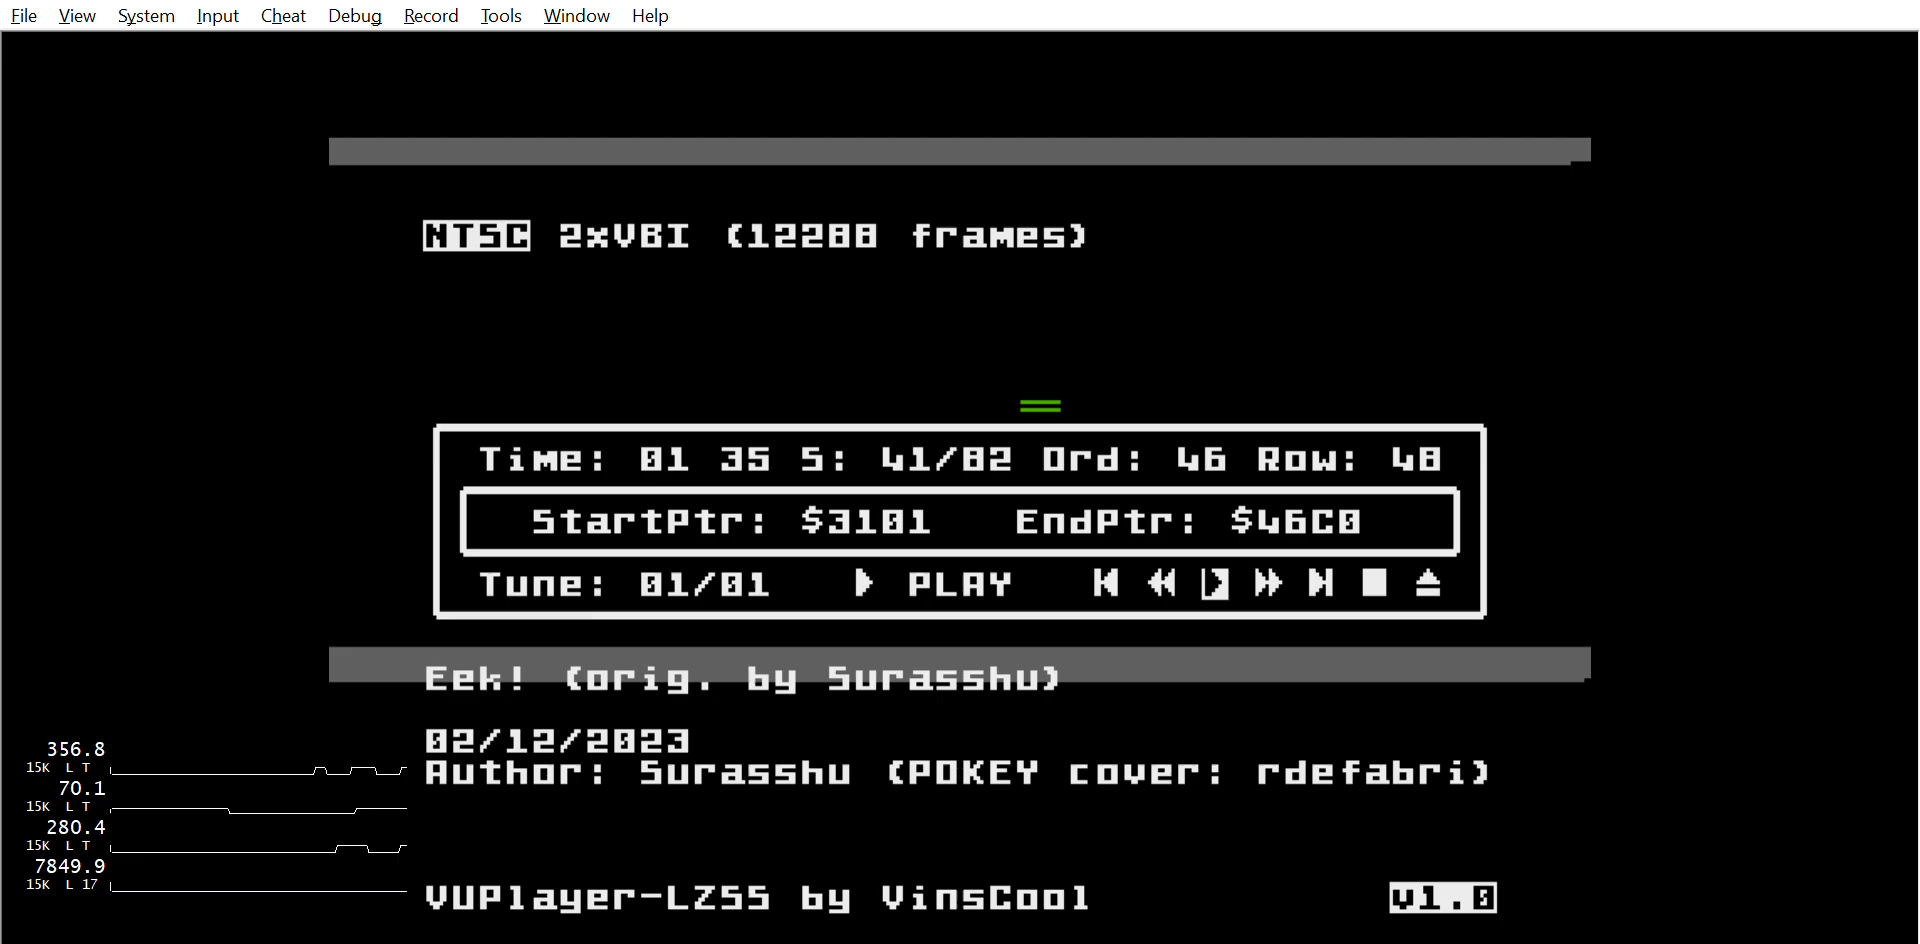 File View System Input Cheat Debug Record Tools Window Help
NTSC 2xVBI (12288 frames)
Time: 01 35 S: 41/82 Ord: 46 Row: 48
StartPtr: $3101 EndPtr: $46C0
Tune: 01/01 PLAY
Eek! (orig. by Surasshu)
02/12/2023
Author: Surasshu (POKEY cover: rdefabri)
356.8
15K L T
70.1
15K L T
280.4
15K L T
7849.9
15K L 17
VUPlayer-LZSS by VinsCool v1.0